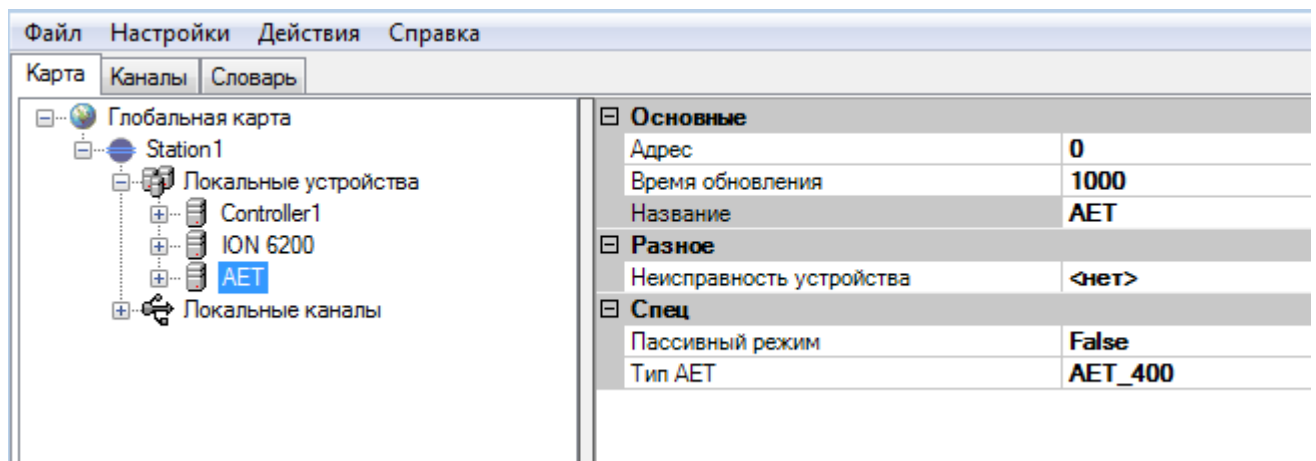 Файл Настройки Действия Справка
Карта Каналы Словарь
Глобальная карта
Station1
Локальные устройства
Controller1
ION 6200
AET
Локальные каналы
Основные
Адрес 0
Время обновления 1000
Название AET
Разное
Неисправность устройства <нет>
Спец
Пассивный режим False
Тип AET AET_400